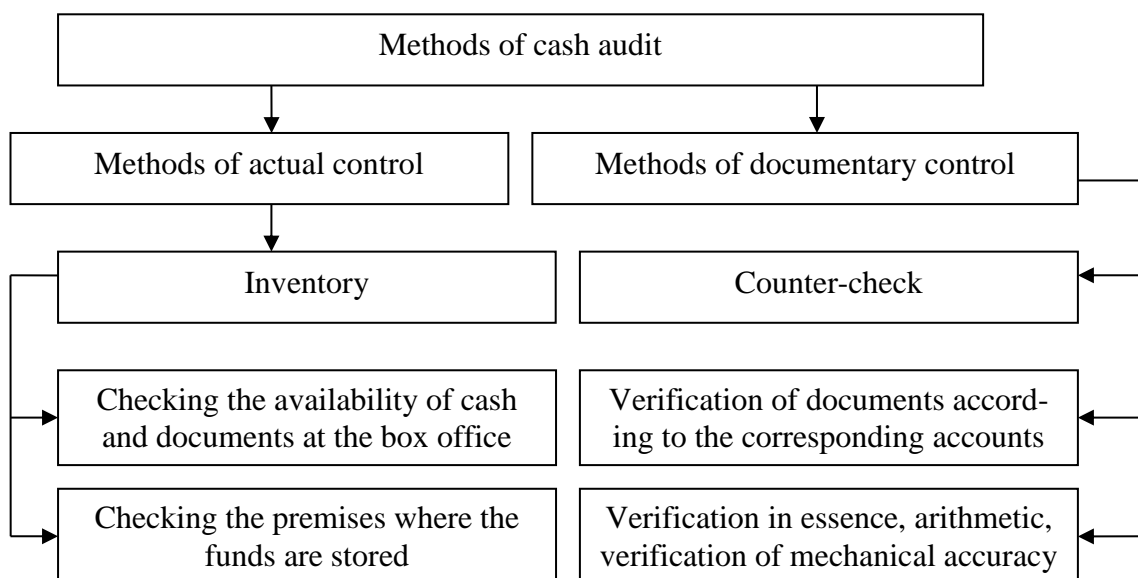 Methods of cash audit
Methods of actual control
Methods of documentary control
Inventory
Counter-check
Checking the availability of cash
and documents at the box office
Verification of documents accord-
ing to the corresponding accounts
Checking the premises where the
funds are stored
Verification in essence, arithmetic,
verification of mechanical accuracy